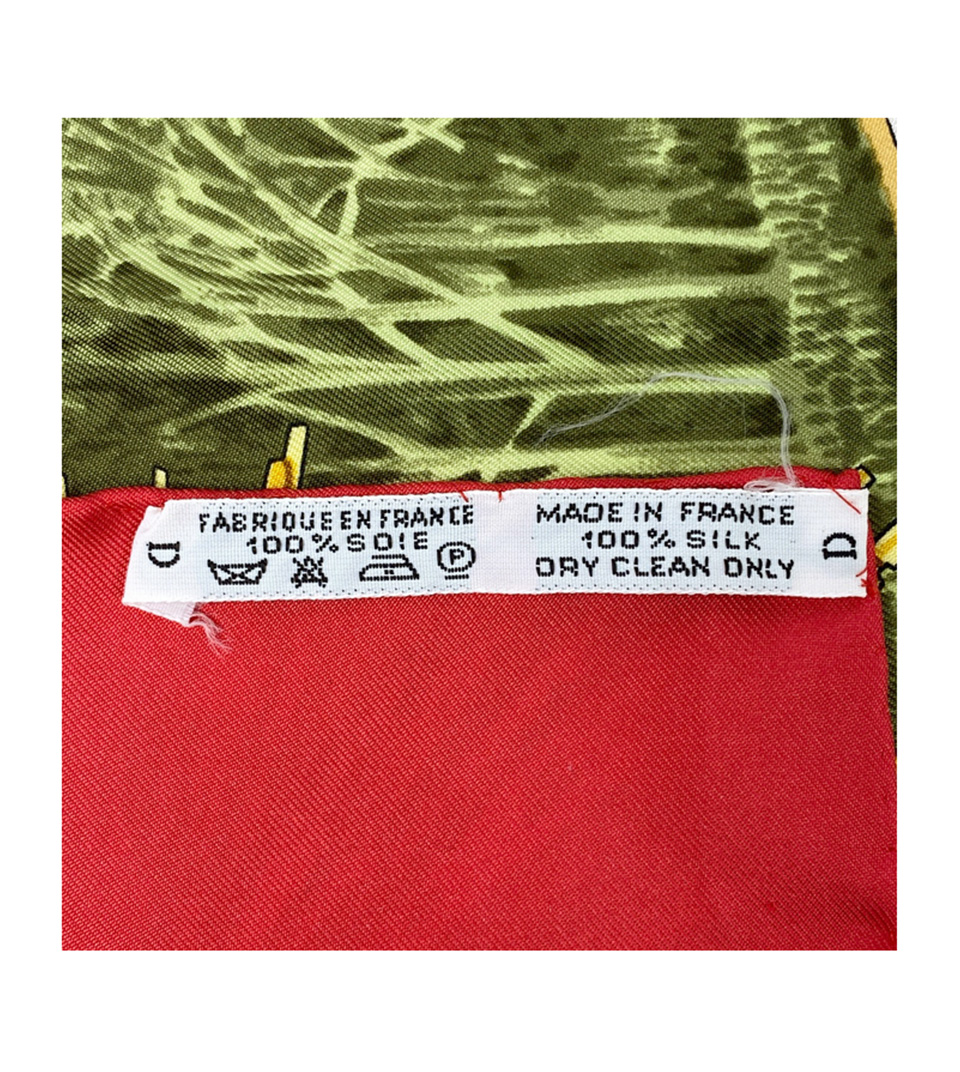 D
FABRIQUE EN FRANCE
100% SOIE
P
MADE IN FRANCE
100% SILK
DRY CLEAN ONLY
D